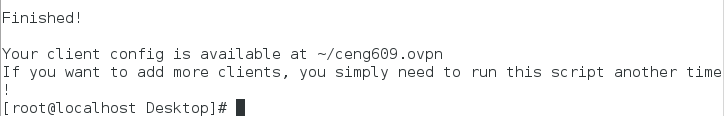 Finished!
Your client config is available at ~/ceng609.ovpn
If you want to add more clients, you simply need to run this script another time
!
[root@localhost Desktop]#